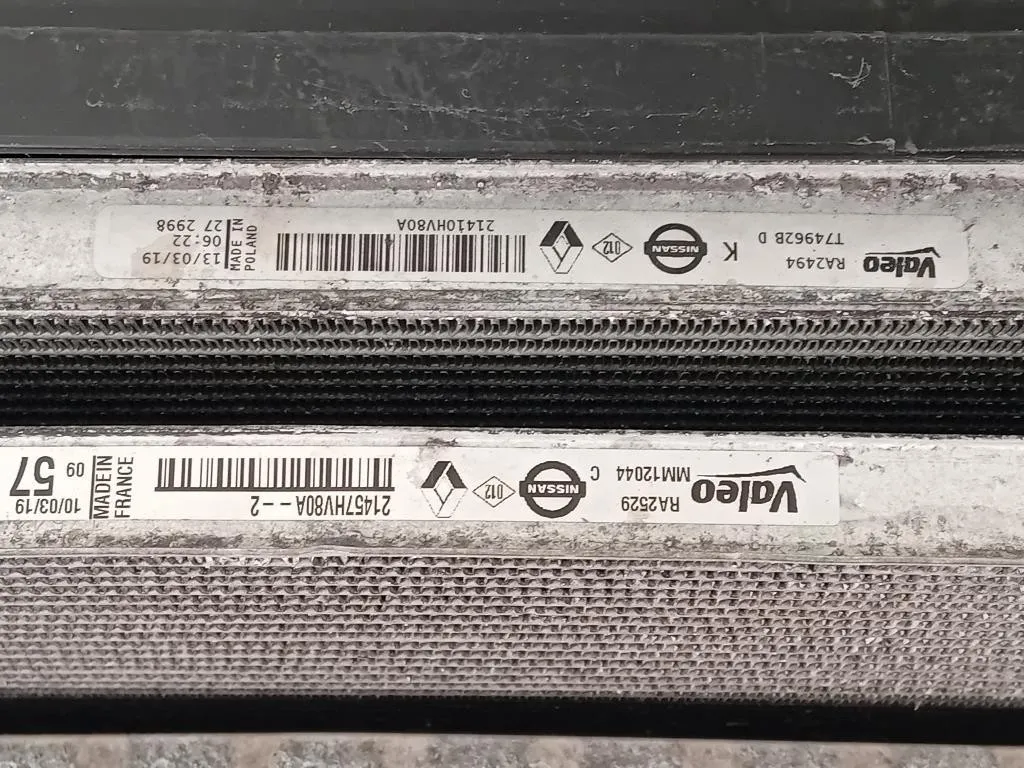 Valeo
RA2529
MM12044
C
NISSAN
012
21457HV80A--2
MADE IN
FRANCE
10/03/19
09
57
Valeo
RA2494
T74962B D
K
NISSAN
012
21410HV80A
MADE IN
POLAND
13/03/19
06:22
27 2998